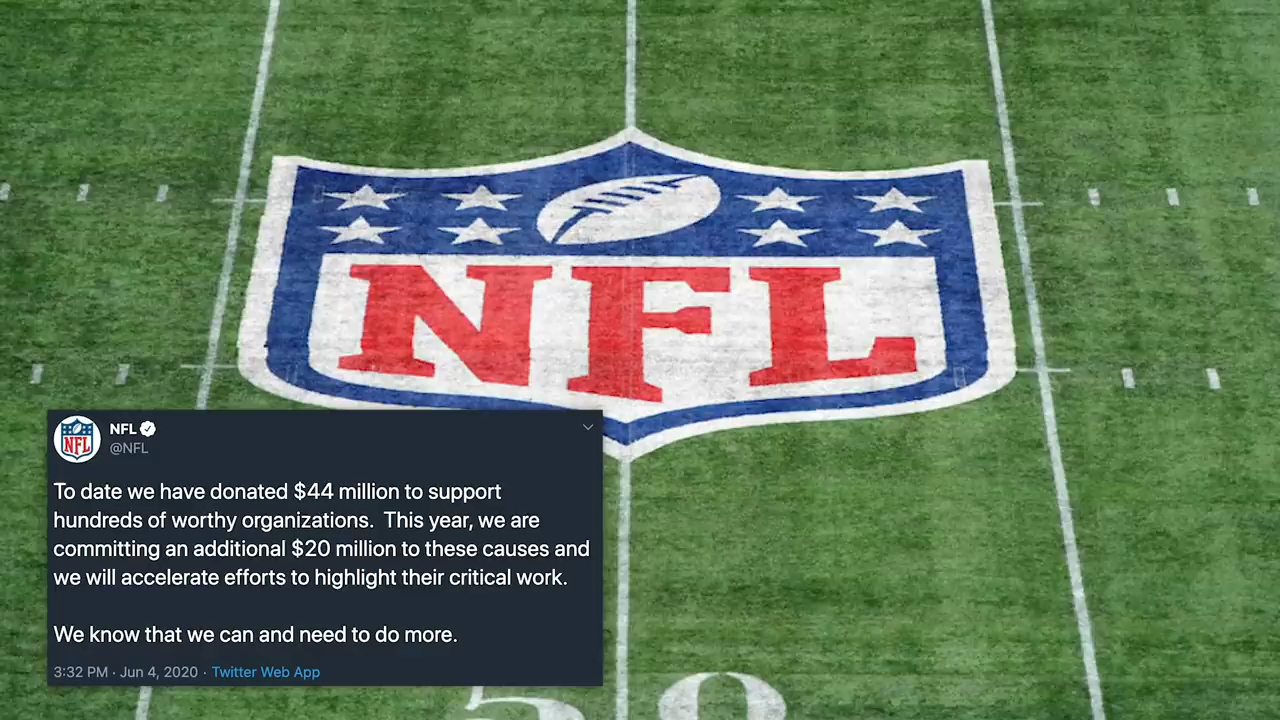 NFL
NFL
NFL
@NFL
To date we have donated $44 million to support
hundreds of worthy organizations.  This year, we are
committing an additional $20 million to these causes and
we will accelerate efforts to highlight their critical work.
We know that we can and need to do more.
3:32 PM · Jun 4, 2020 · Twitter Web App
50